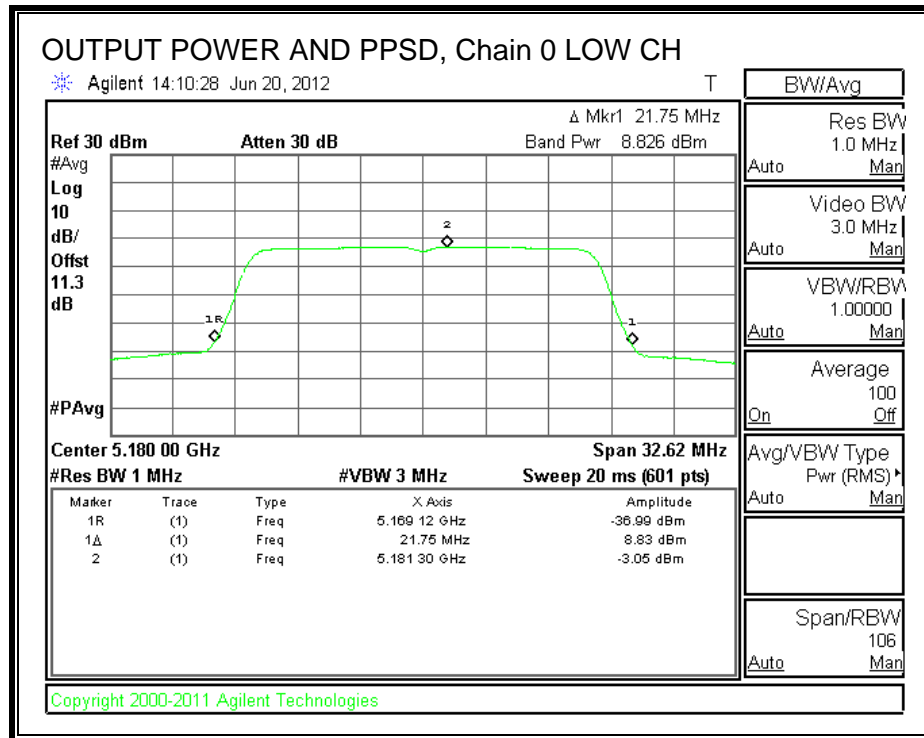 OUTPUT POWER AND PPSD, Chain 0 LOW CH
Agilent 14:10:28 Jun 20, 2012 T
Δ Mkr1 21.75 MHz
Ref 30 dBm Atten 30 dB Band Pwr 8.826 dBm
#Avg
Log
10
dB/
Offst
11.3
dB
#PAvg
1R
2
1
Center 5.180 00 GHz Span 32.62 MHz
#Res BW 1 MHz #VBW 3 MHz Sweep 20 ms (601 pts)
Marker Trace Type X Axis Amplitude
1R (1) Freq 5.169 12 GHz -36.99 dBm
1Δ (1) Freq 21.75 MHz 8.83 dBm
2 (1) Freq 5.181 30 GHz -3.05 dBm
Copyright 2000-2011 Agilent Technologies
BW/Avg
Res BW
1.0 MHz
Auto Man
Video BW
3.0 MHz
Auto Man
VBW/RBW
1.00000
Auto Man
Average
100
On Off
Avg/VBW Type
Pwr (RMS)
Auto Man
Span/RBW
106
Auto Man